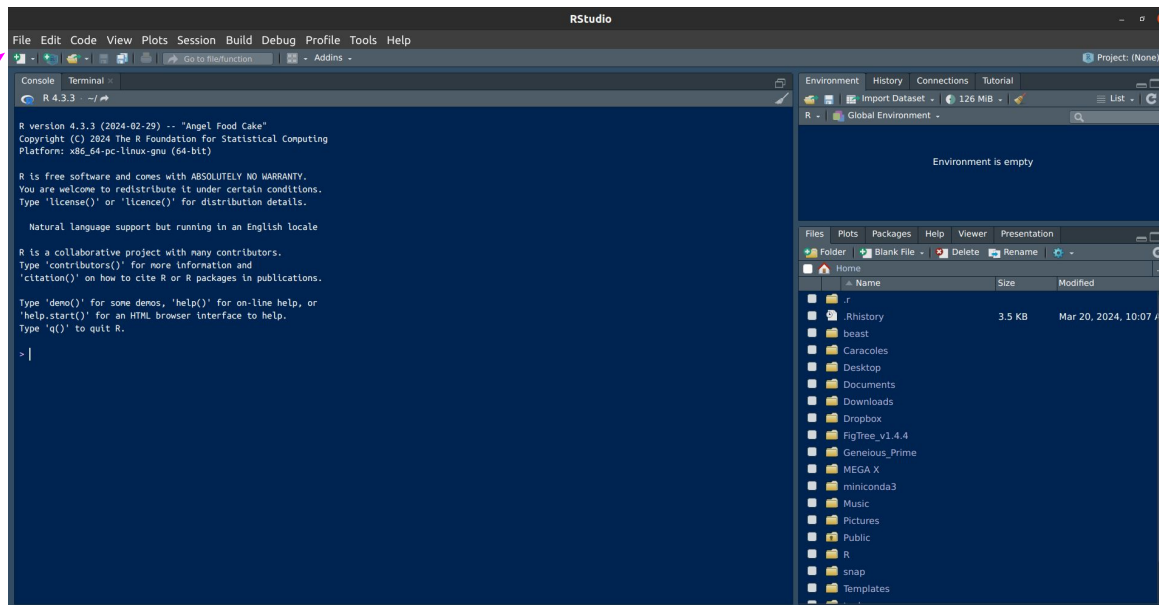 RStudio
File Edit Code View Plots Session Build Debug Profile Tools Help
Go to file/function Addins Project: (None)
Console Terminal
R 4.3.3 · ~/
R version 4.3.3 (2024-02-29) -- "Angel Food Cake"
Copyright (C) 2024 The R Foundation for Statistical Computing
Platform: x86_64-pc-linux-gnu (64-bit)
R is free software and comes with ABSOLUTELY NO WARRANTY.
You are welcome to redistribute it under certain conditions.
Type 'license()' or 'licence()' for distribution details.
Natural language support but running in an English locale
R is a collaborative project with many contributors.
Type 'contributors()' for more information and
'citation()' on how to cite R or R packages in publications.
Type 'demo()' for some demos, 'help()' for on-line help, or
'help.start()' for an HTML browser interface to help.
Type 'q()' to quit R.
>
Environment History Connections Tutorial
Import Dataset 126 MiB List
R Global Environment
Environment is empty
Files Plots Packages Help Viewer Presentation
Folder Blank File Delete Rename
Home
Name Size Modified
.r
.Rhistory 3.5 KB Mar 20, 2024, 10:07
beast
Caracoles
Desktop
Documents
Downloads
Dropbox
FigTree_v1.4.4
Geneious_Prime
MEGA X
miniconda3
Music
Pictures
Public
R
snap
Templates